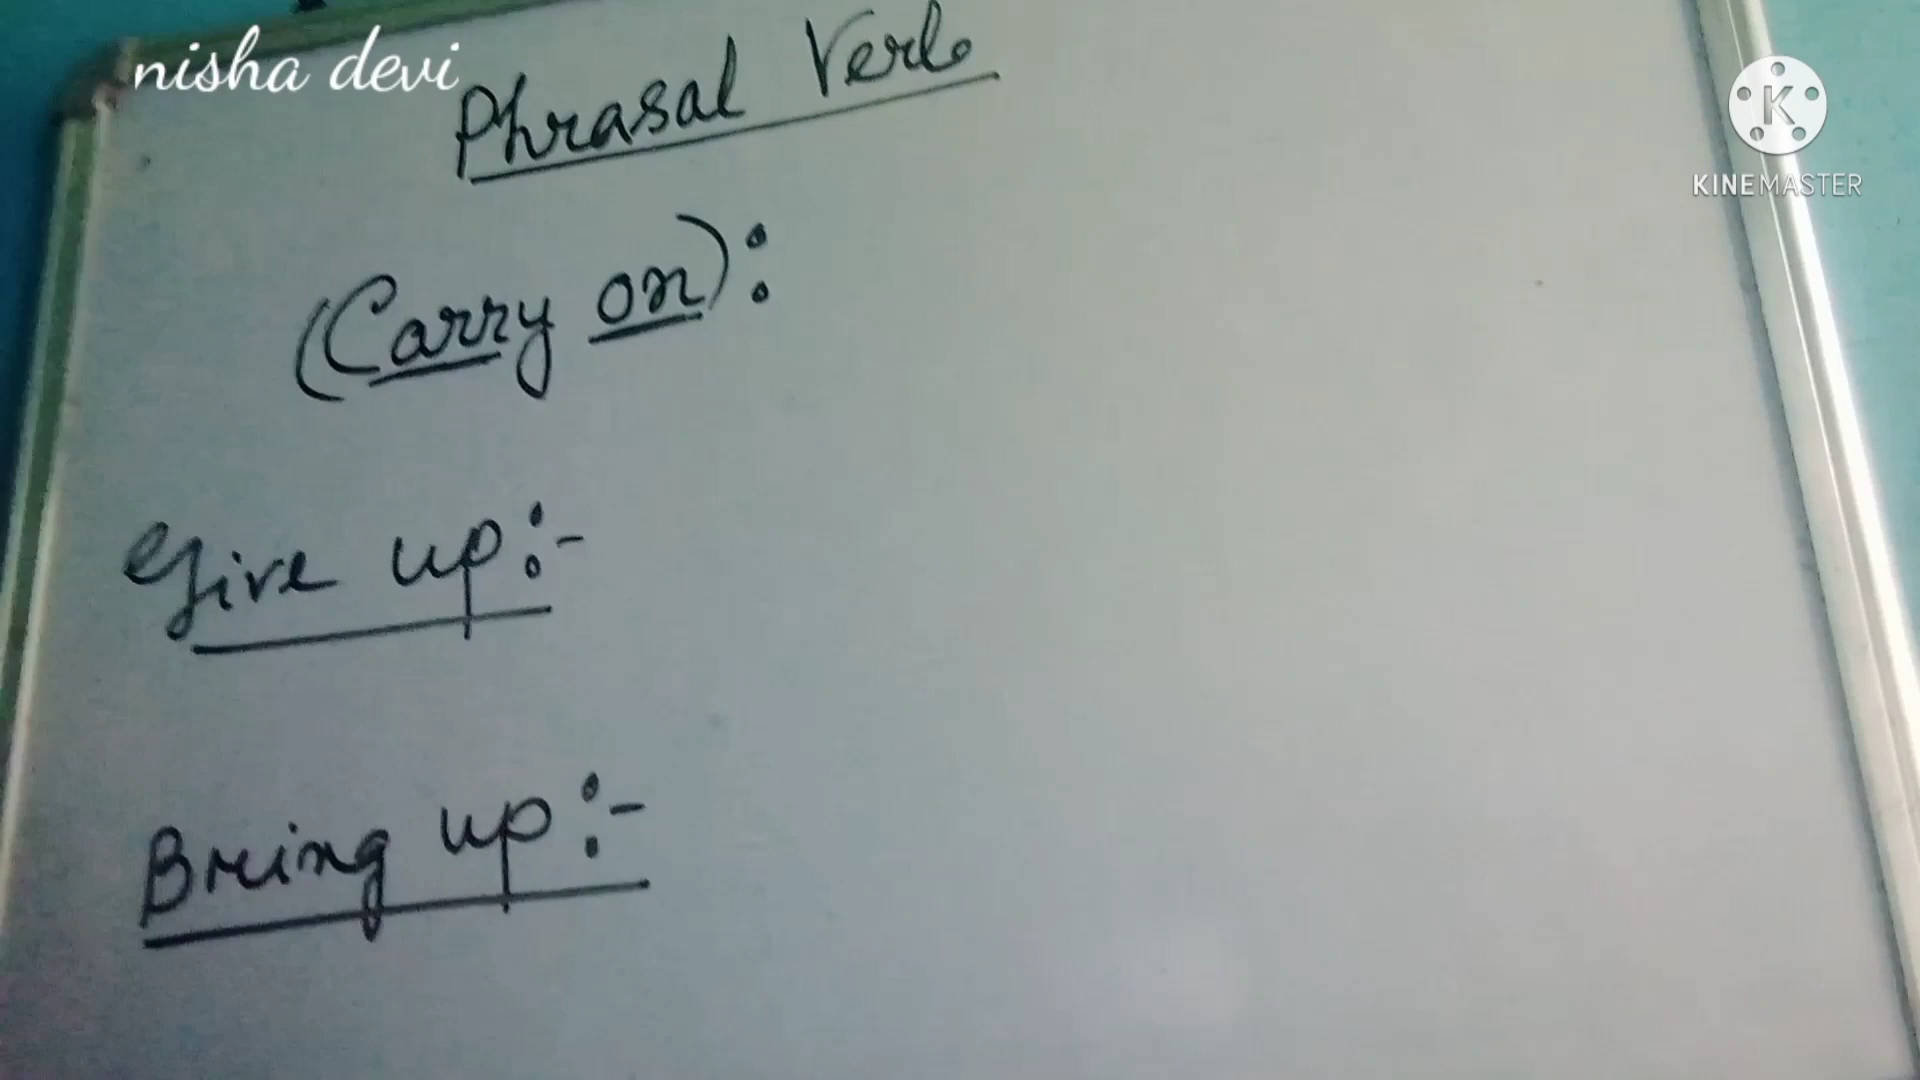 nisha devi
Phrasal Verb
(Carry on):
Give up:-
Bring up:-
KINEMASTER